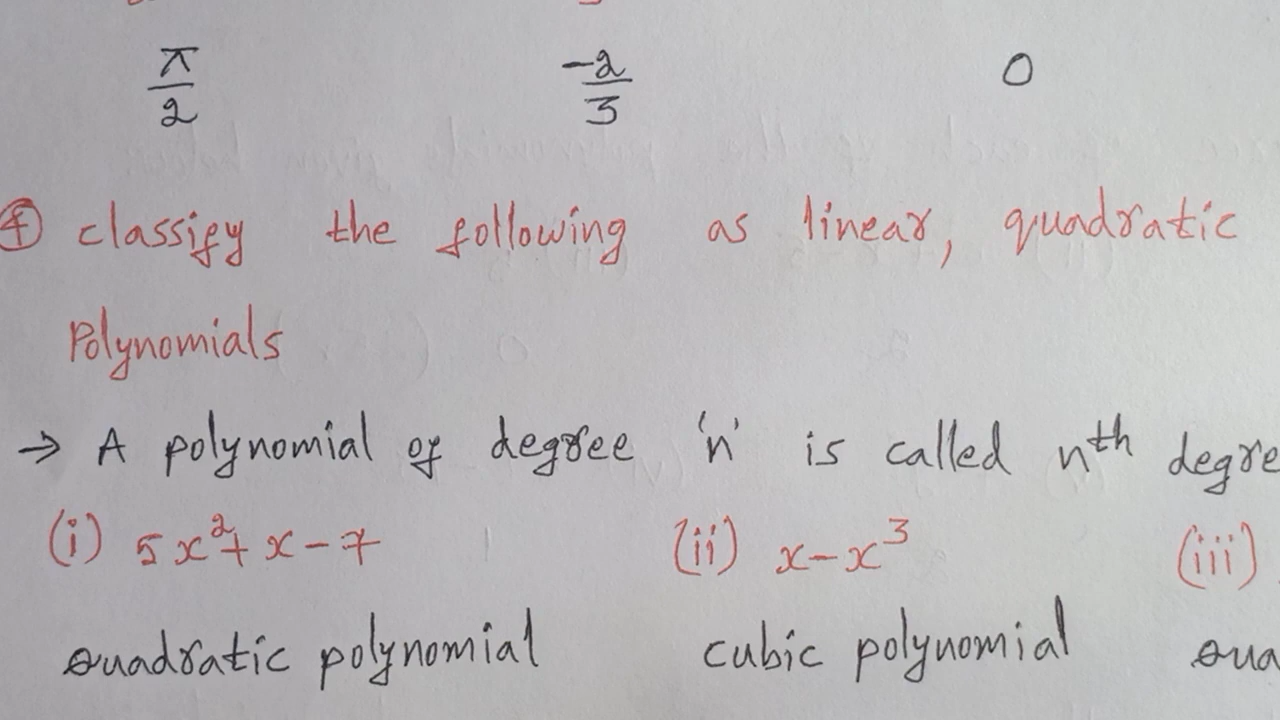 π/2 -2/3 0
④ classify the following as linear, quadratic
Polynomials
→ A polynomial of degree 'n' is called nth degre
(i) 5x²+x-7 (ii) x-x³ (iii)
quadratic polynomial cubic polynomial qua